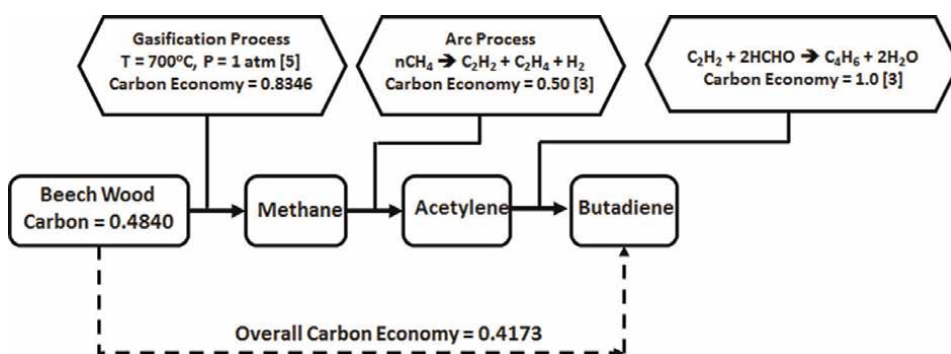 Gasification Process
T = 700°C, P = 1 atm [5]
Carbon Economy = 0.8346
Arc Process
nCH₄ ➔ C₂H₂ + C₂H₄ + H₂
Carbon Economy = 0.50 [3]
C₂H₂ + 2HCHO ➔ C₄H₆ + 2H₂O
Carbon Economy = 1.0 [3]
Beech Wood
Carbon = 0.4840
Methane
Acetylene
Butadiene
Overall Carbon Economy = 0.4173